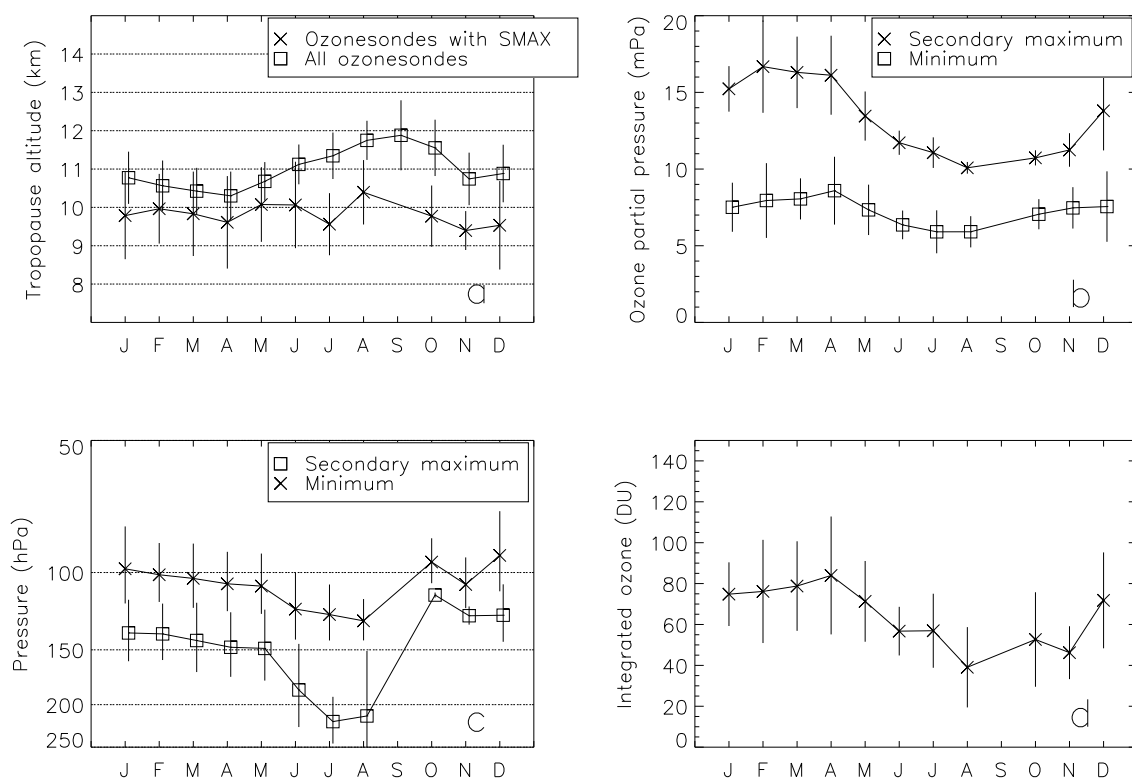 Tropopause altitude (km)
14
13
12
11
10
9
8
Ozonesondes with SMAX
All ozonesondes
a
J F M A M J J A S O N D
Ozone partial pressure (mPa)
20
15
10
5
0
Secondary maximum
Minimum
b
J F M A M J J A S O N D
Pressure (hPa)
50
100
150
200
250
Secondary maximum
Minimum
c
J F M A M J J A S O N D
Integrated ozone (DU)
140
120
100
80
60
40
20
0
d
J F M A M J J A S O N D